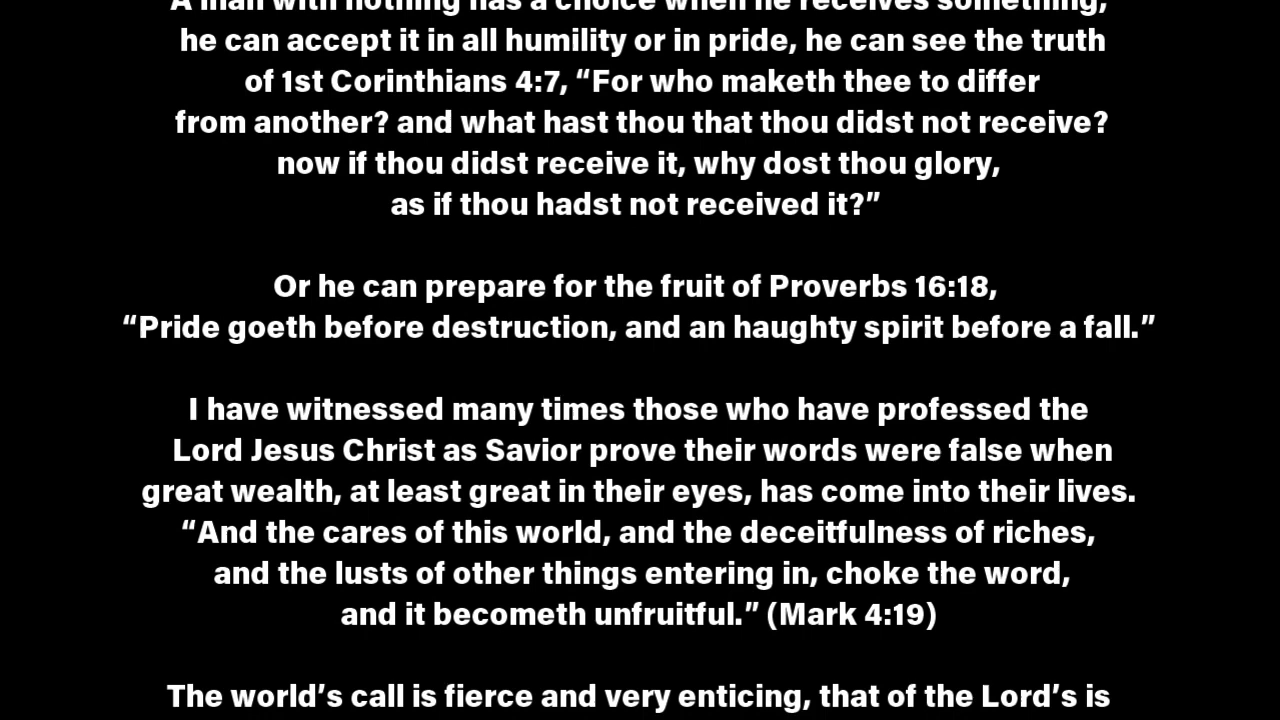 A man with nothing has a choice when he receives something,
he can accept it in all humility or in pride, he can see the truth
of 1st Corinthians 4:7, “For who maketh thee to differ
from another? and what hast thou that thou didst not receive?
now if thou didst receive it, why dost thou glory,
as if thou hadst not received it?”
Or he can prepare for the fruit of Proverbs 16:18,
“Pride goeth before destruction, and an haughty spirit before a fall.”
I have witnessed many times those who have professed the
Lord Jesus Christ as Savior prove their words were false when
great wealth, at least great in their eyes, has come into their lives.
“And the cares of this world, and the deceitfulness of riches,
and the lusts of other things entering in, choke the word,
and it becometh unfruitful.” (Mark 4:19)
The world’s call is fierce and very enticing, that of the Lord’s is